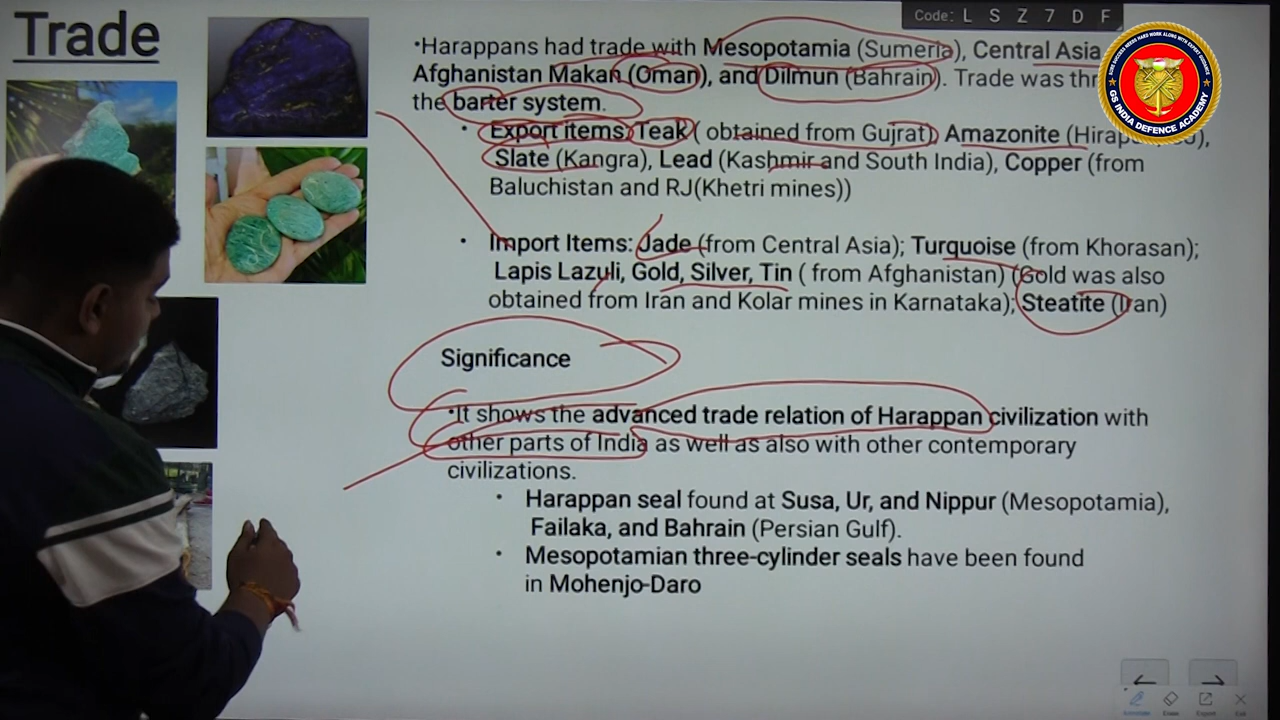 Code: L S Z 7 D F
Trade
•Harappans had trade with Mesopotamia (Sumeria), Central Asia
Afghanistan Makan (Oman), and Dilmun (Bahrain). Trade was
the barter system.
• Export items: Teak ( obtained from Gujrat), Amazonite
Slate (Kangra), Lead (Kashmir and South India), Copper (from
Baluchistan and RJ(Khetri mines))
• Import Items: Jade (from Central Asia); Turquoise (from Khorasan);
Lapis Lazuli, Gold, Silver, Tin ( from Afghanistan) (Gold was also
obtained from Iran and Kolar mines in Karnataka); Steatite (Iran)
Significance
•It shows the advanced trade relation of Harappan civilization with
other parts of India as well as also with other contemporary
civilizations.
• Harappan seal found at Susa, Ur, and Nippur (Mesopotamia),
Failaka, and Bahrain (Persian Gulf).
• Mesopotamian three-cylinder seals have been found
in Mohenjo-Daro
GS INDIA DEFENCE ACADEMY
Annotate Erase Export Exit